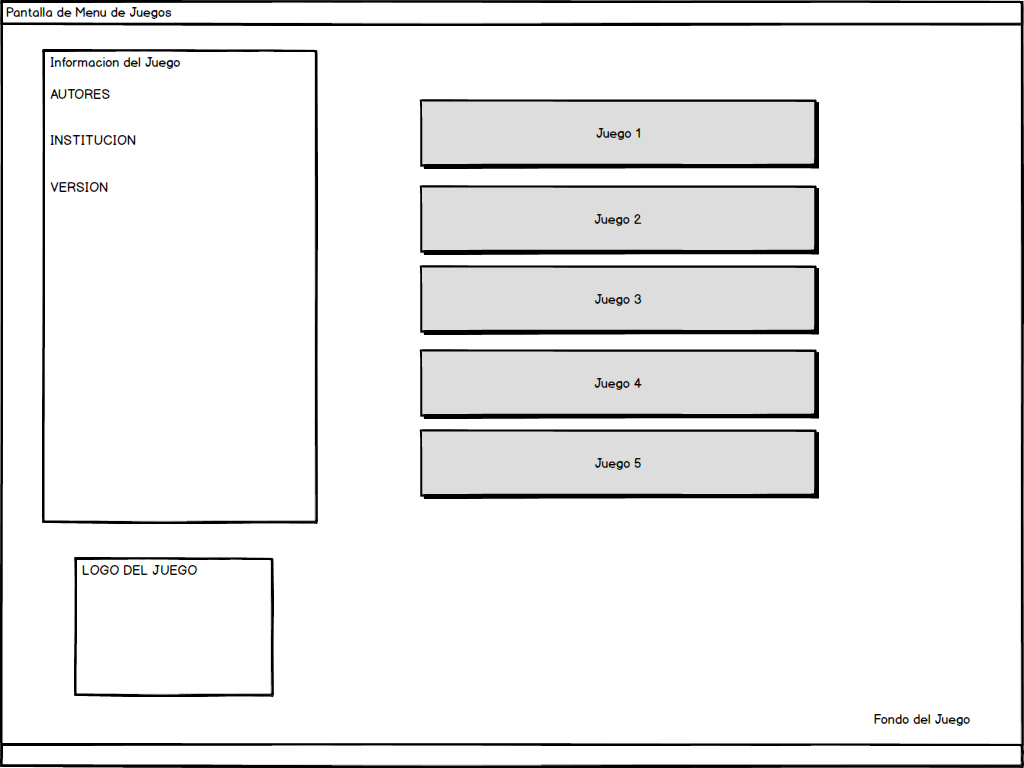 Pantalla de Menu de Juegos
Informacion del Juego
AUTORES
INSTITUCION
VERSION
Juego 1
Juego 2
Juego 3
Juego 4
Juego 5
LOGO DEL JUEGO
Fondo del Juego